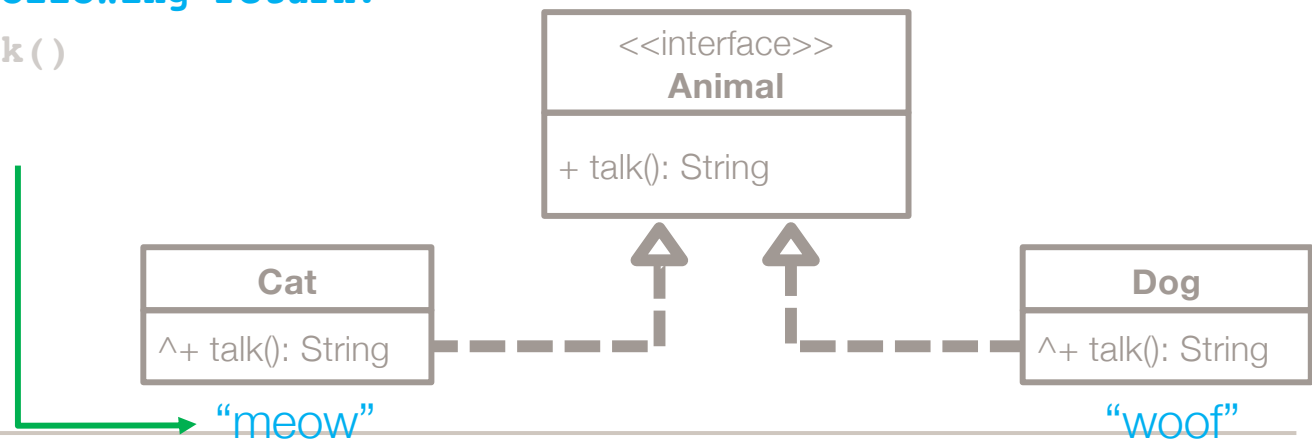 k()
<<interface>>
Animal
+ talk(): String
Cat
^+ talk(): String
Dog
^+ talk(): String
“meow”
“woof”